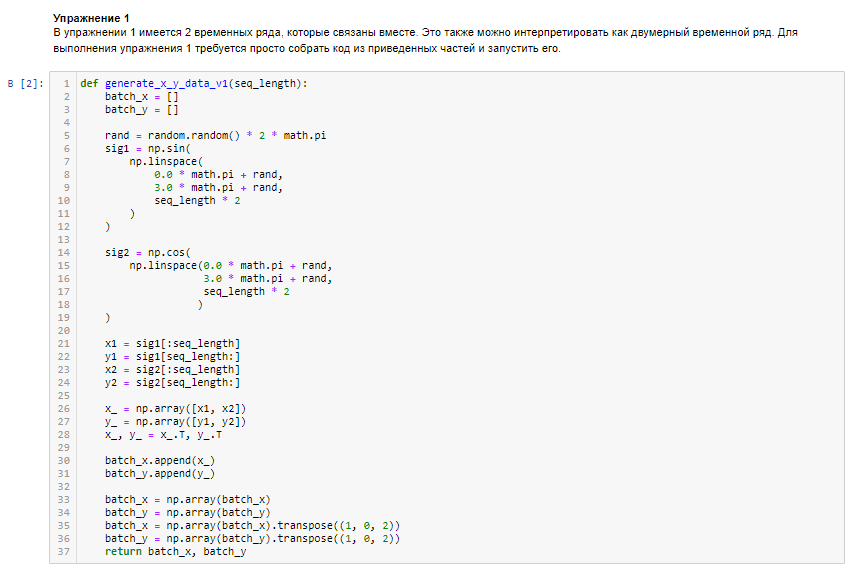 Упражнение 1
В упражнении 1 имеется 2 временных ряда, которые связаны вместе. Это также можно интерпретировать как двумерный временной ряд. Для
выполнения упражнения 1 требуется просто собрать код из приведенных частей и запустить его.
В [2]:
1 def generate_x_y_data_v1(seq_length):
2     batch_x = []
3     batch_y = []
4
5     rand = random.random() * 2 * math.pi
6     sig1 = np.sin(
7         np.linspace(
8             0.0 * math.pi + rand,
9             3.0 * math.pi + rand,
10             seq_length * 2
11         )
12     )
13
14     sig2 = np.cos(
15         np.linspace(0.0 * math.pi + rand,
16                     3.0 * math.pi + rand,
17                     seq_length * 2
18                    )
19     )
20
21     x1 = sig1[:seq_length]
22     y1 = sig1[seq_length:]
23     x2 = sig2[:seq_length]
24     y2 = sig2[seq_length:]
25
26     x_ = np.array([x1, x2])
27     y_ = np.array([y1, y2])
28     x_, y_ = x_.T, y_.T
29
30     batch_x.append(x_)
31     batch_y.append(y_)
32
33     batch_x = np.array(batch_x)
34     batch_y = np.array(batch_y)
35     batch_x = np.array(batch_x).transpose((1, 0, 2))
36     batch_y = np.array(batch_y).transpose((1, 0, 2))
37     return batch_x, batch_y